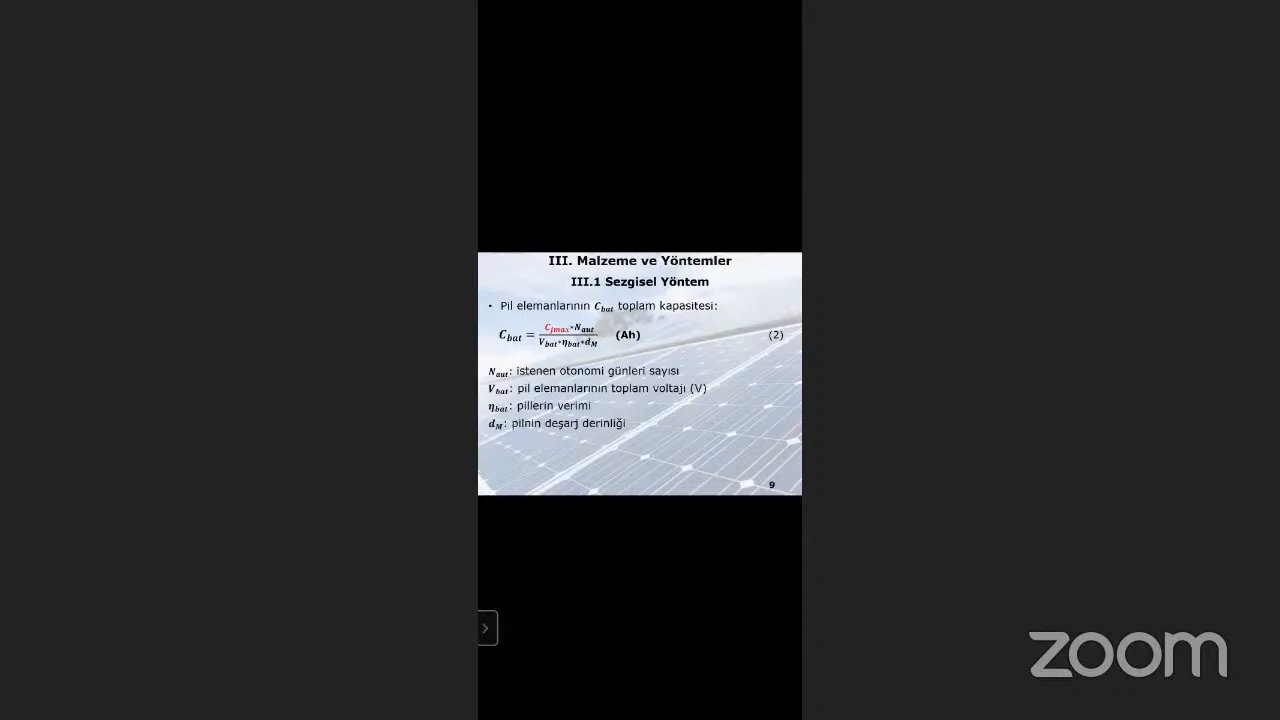 III. Malzeme ve Yöntemler
III.1 Sezgisel Yöntem
• Pil elemanlarının C_bat toplam kapasitesi:
C_bat = C_jmax*N_aut / V_bat*η_bat*d_M (Ah) (2)
N_aut: istenen otonomi günleri sayısı
V_bat: pil elemanlarının toplam voltajı (V)
η_bat: pillerin verimi
d_M: pilnin deşarj derinliği
9
zoom